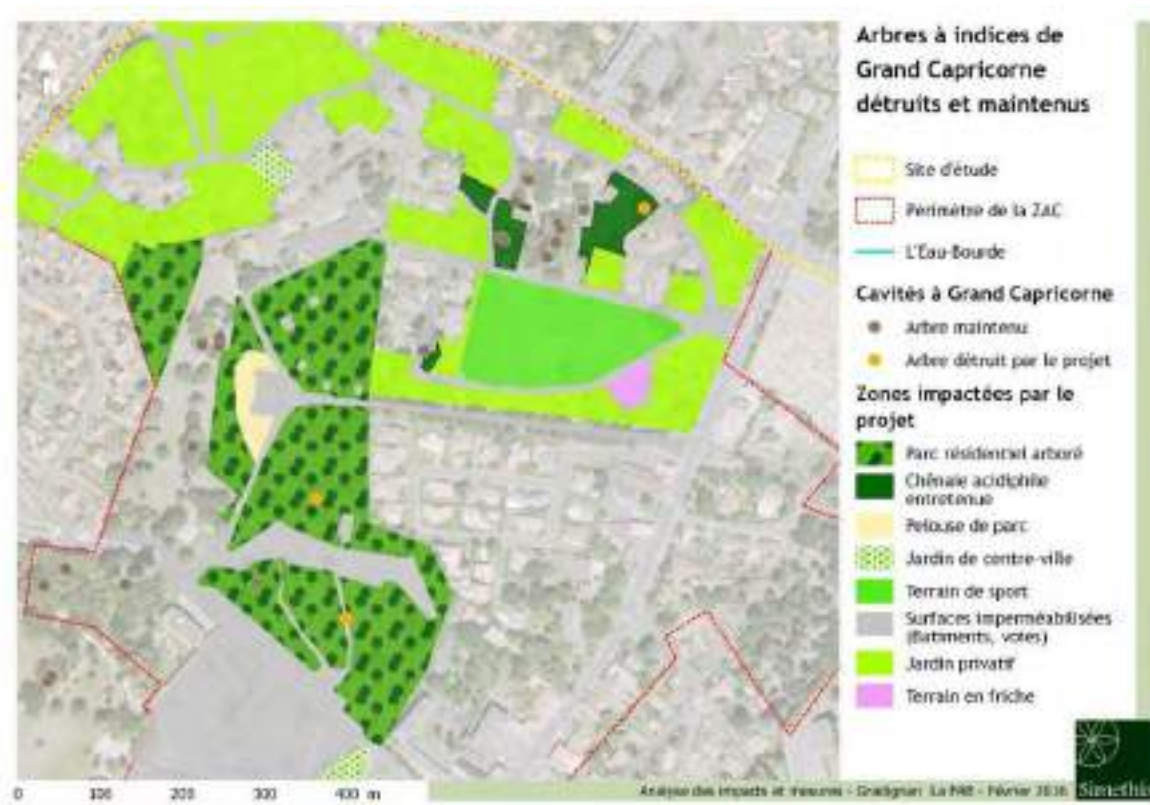 Arbres à indices de
Grand Capricorne
détruits et maintenus
N
Site d'étude
Périmètre de la ZAC
L'Eau-Bourde
Cavités à Grand Capricorne
Arbre maintenu
Arbre détruit par le projet
Zones impactées par le
projet
Parc résidentiel arboré
Chênaie acidiphile
entretenue
Pelouse de parc
Jardin de centre-ville
Terrain de sport
Surfaces imperméabilisées
(Batiments, voies)
Jardin privatif
Terrain en friche
0 100 200 300 400 m
Analyse des impacts et mesures - Gradignan La PME - Février 2016
Simethis